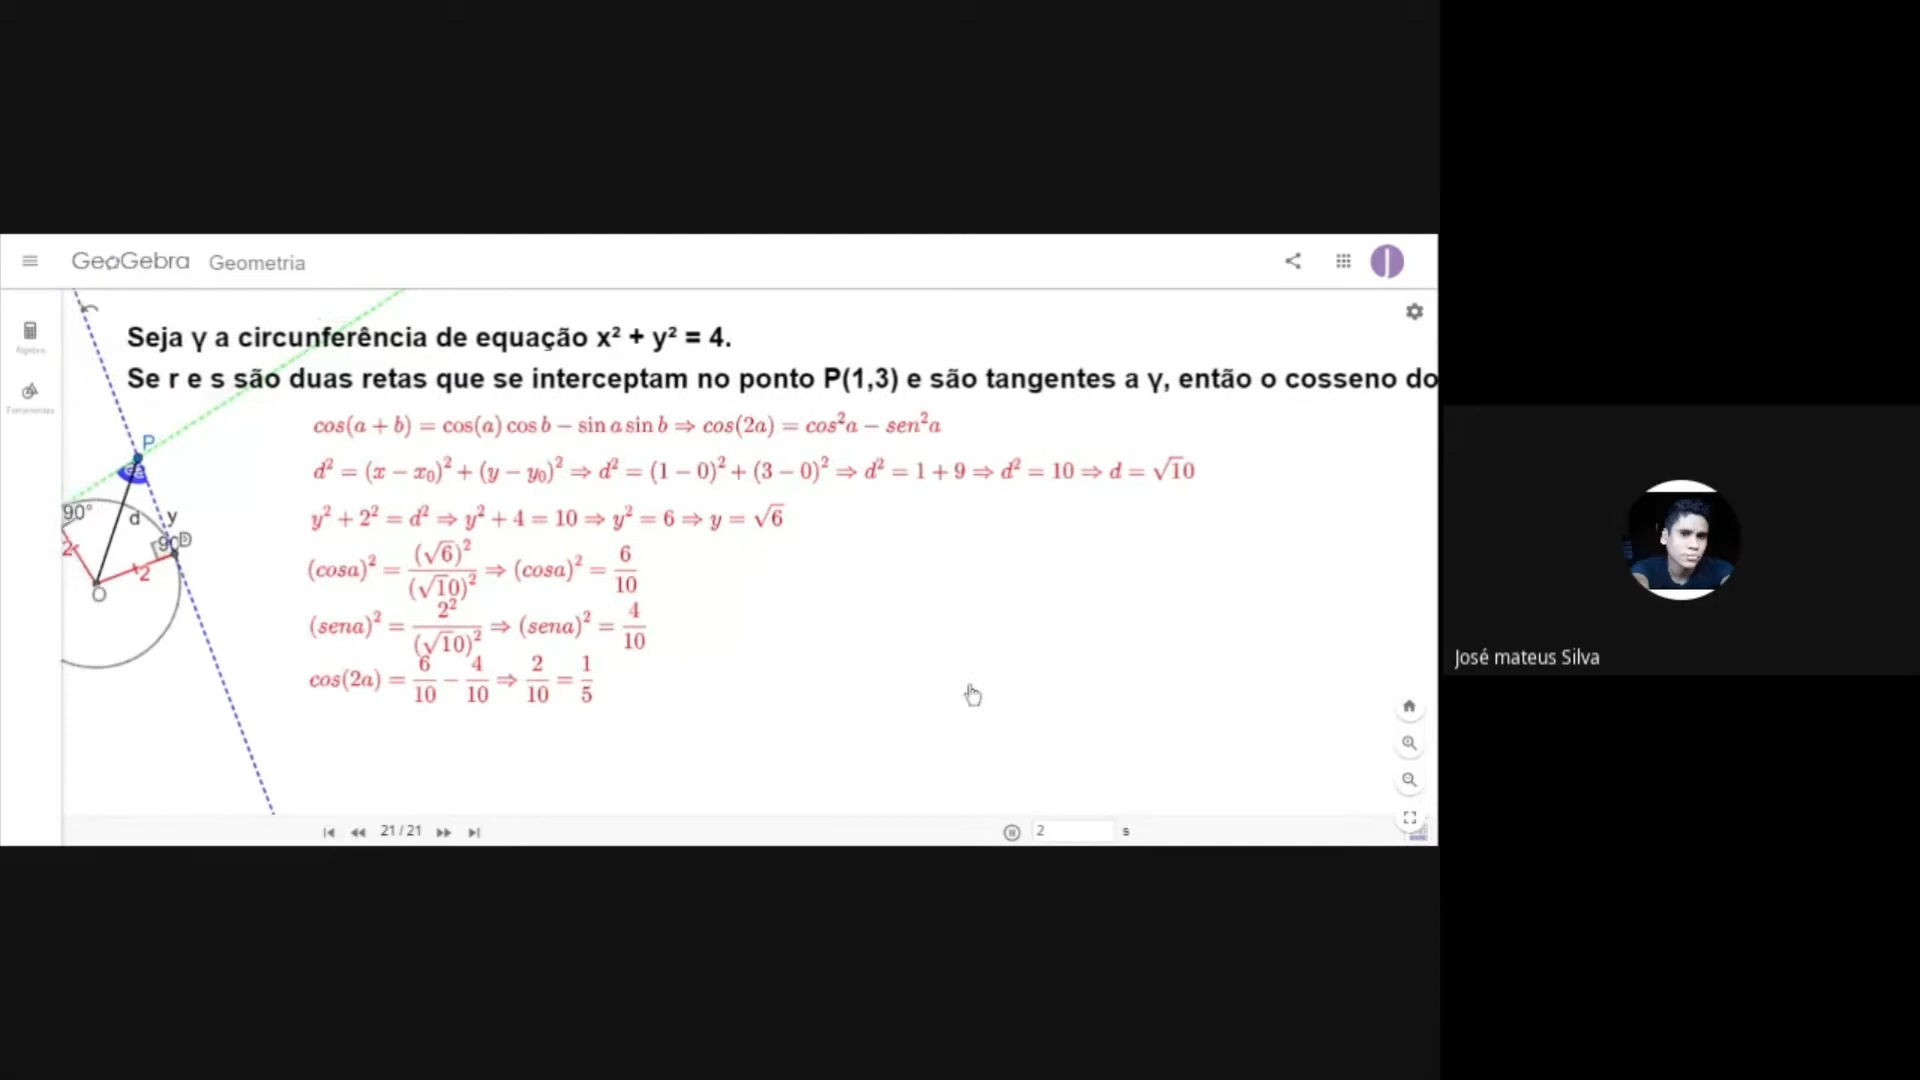 GeoGebra Geometria
Álgebra
Ferramentas
Seja γ a circunferência de equação x² + y² = 4.
Se r e s são duas retas que se interceptam no ponto P(1,3) e são tangentes a γ, então o cosseno do
cos(a + b) = cos(a) cos b − sin a sin b ⇒ cos(2a) = cos²a − sen²a
d² = (x − x₀)² + (y − y₀)² ⇒ d² = (1 − 0)² + (3 − 0)² ⇒ d² = 1 + 9 ⇒ d² = 10 ⇒ d = √10
y² + 2² = d² ⇒ y² + 4 = 10 ⇒ y² = 6 ⇒ y = √6
(cosa)² = (√6)²/(√10)² ⇒ (cosa)² = 6/10
(sena)² = 2²/(√10)² ⇒ (sena)² = 4/10
cos(2a) = 6/10 − 4/10 ⇒ 2/10 = 1/5
P
90°
d
y
D
2
2
O
21 / 21
2 s
J
José mateus Silva